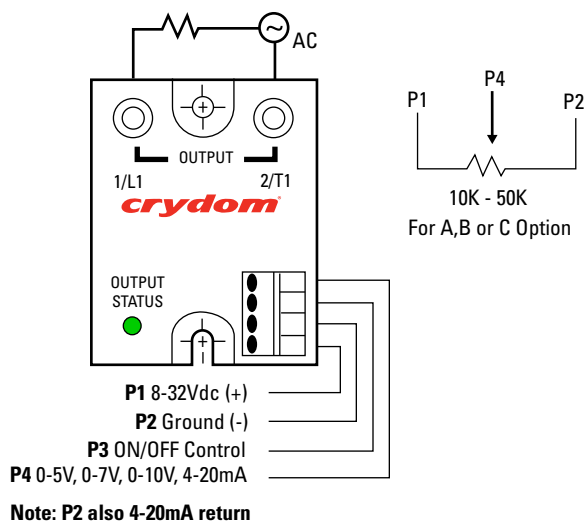 AC
OUTPUT
1/L1
2/T1
crydom
OUTPUT
STATUS
P1
P4
P2
10K - 50K
For A,B or C Option
P1 8-32Vdc (+)
P2 Ground (-)
P3 ON/OFF Control
P4 0-5V, 0-7V, 0-10V, 4-20mA
Note: P2 also 4-20mA return